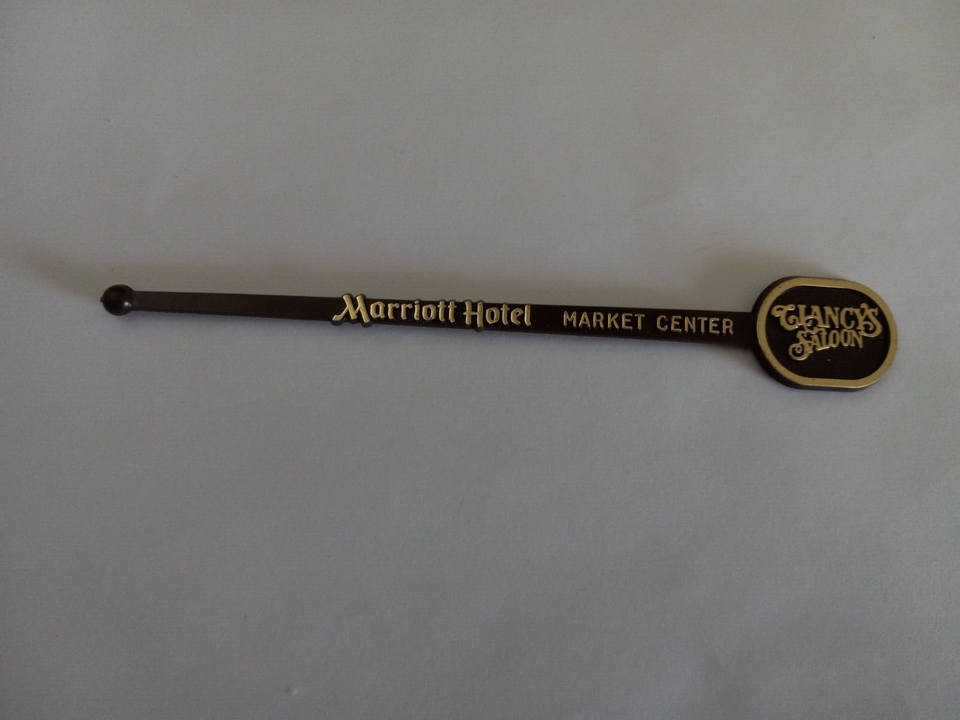 Marriott Hotel MARKET CENTER
CLANCY'S
SALOON